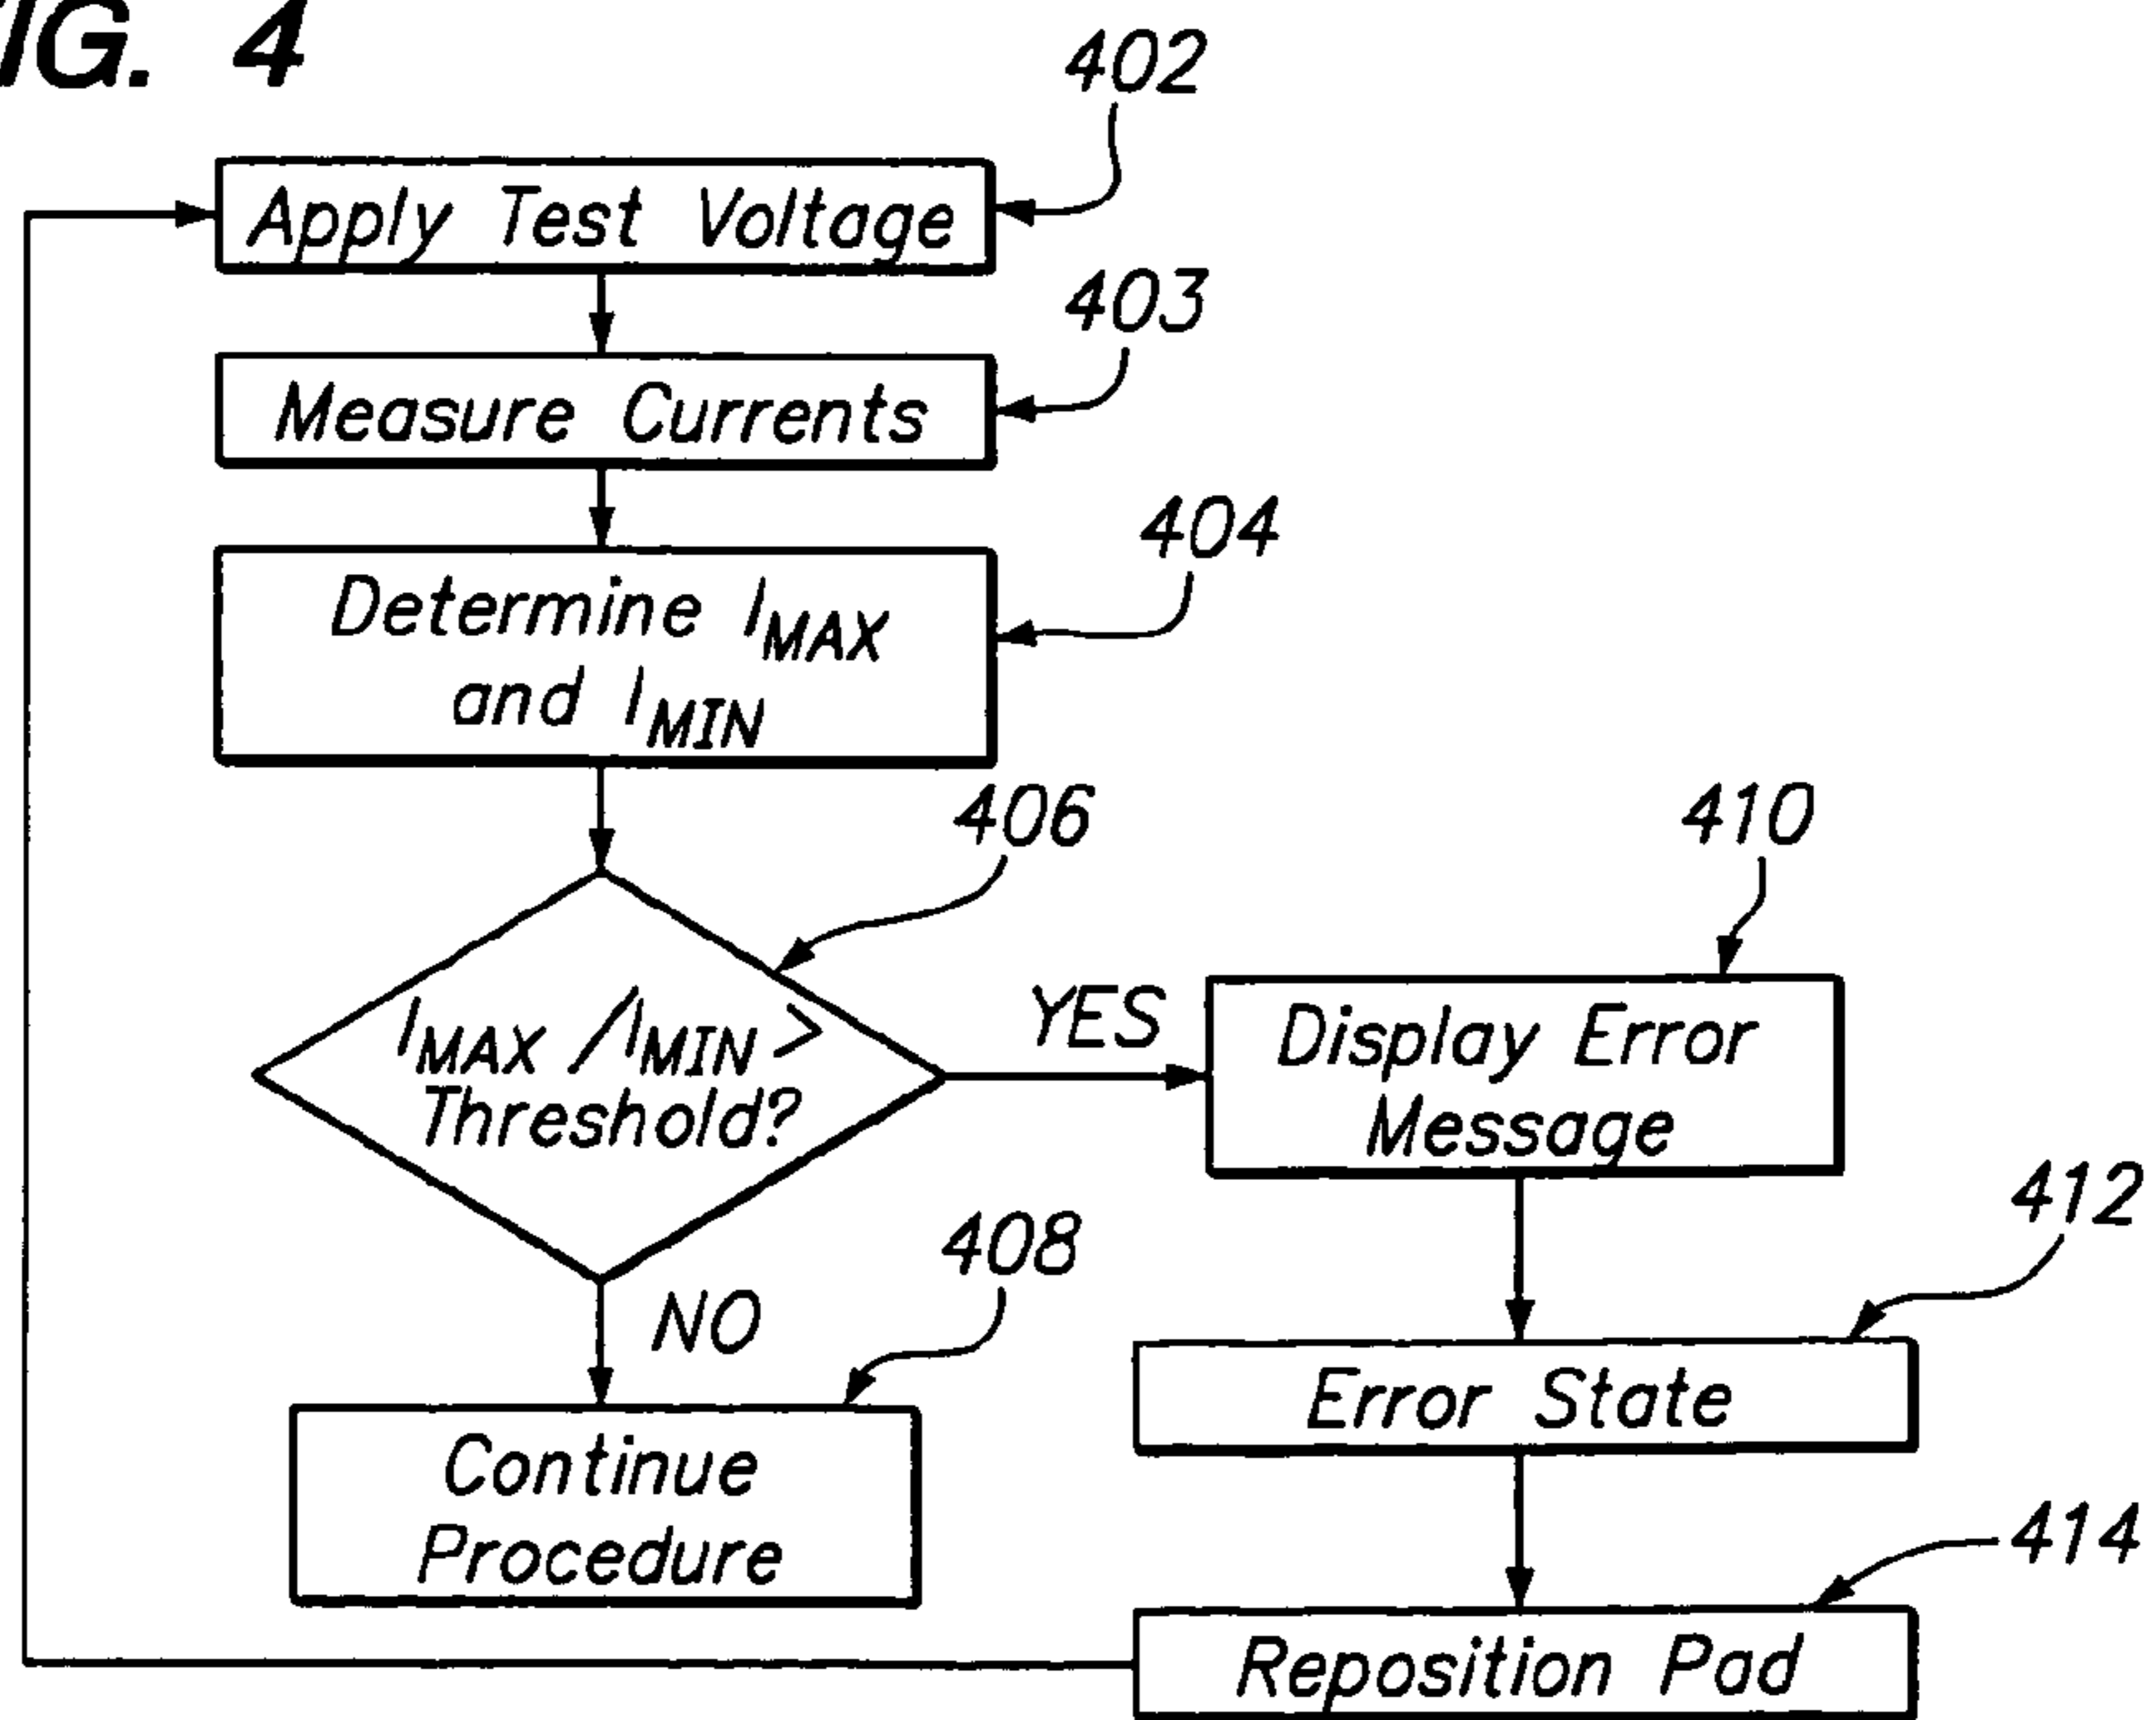 IG. 4
402
Apply Test Voltage
403
Measure Currents
404
Determine IMAX
and IMIN
406
410
IMAX /IMIN >
Threshold?
YES
Display Error
Message
412
408
NO
Error State
Continue
Procedure
414
Reposition Pad